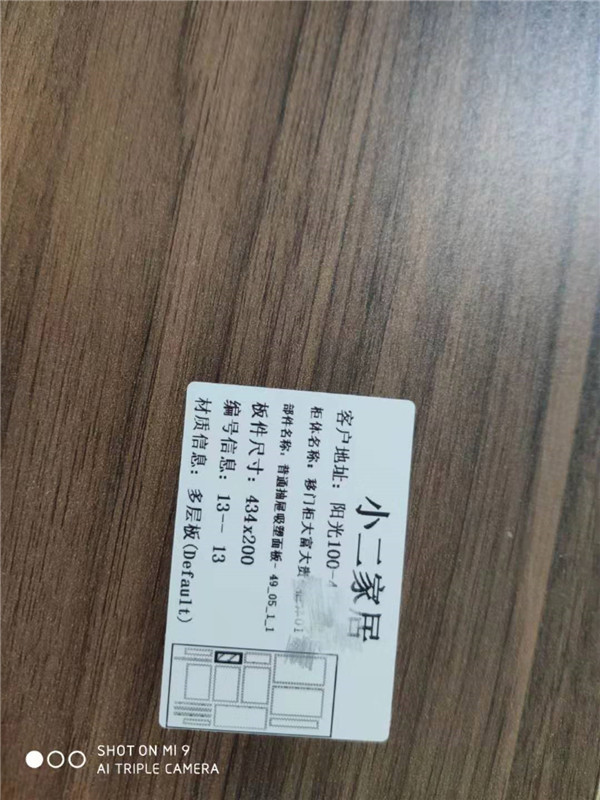 小二家居
客户地址：阳光100-4
柜体名称：移门柜大富大贵
部件名称：普通抽屉吸塑面板- 49_05_1_1
板件尺寸：434x200
编号信息：13-- 13
材质信息：多层板(Default)
SHOT ON MI 9
AI TRIPLE CAMERA